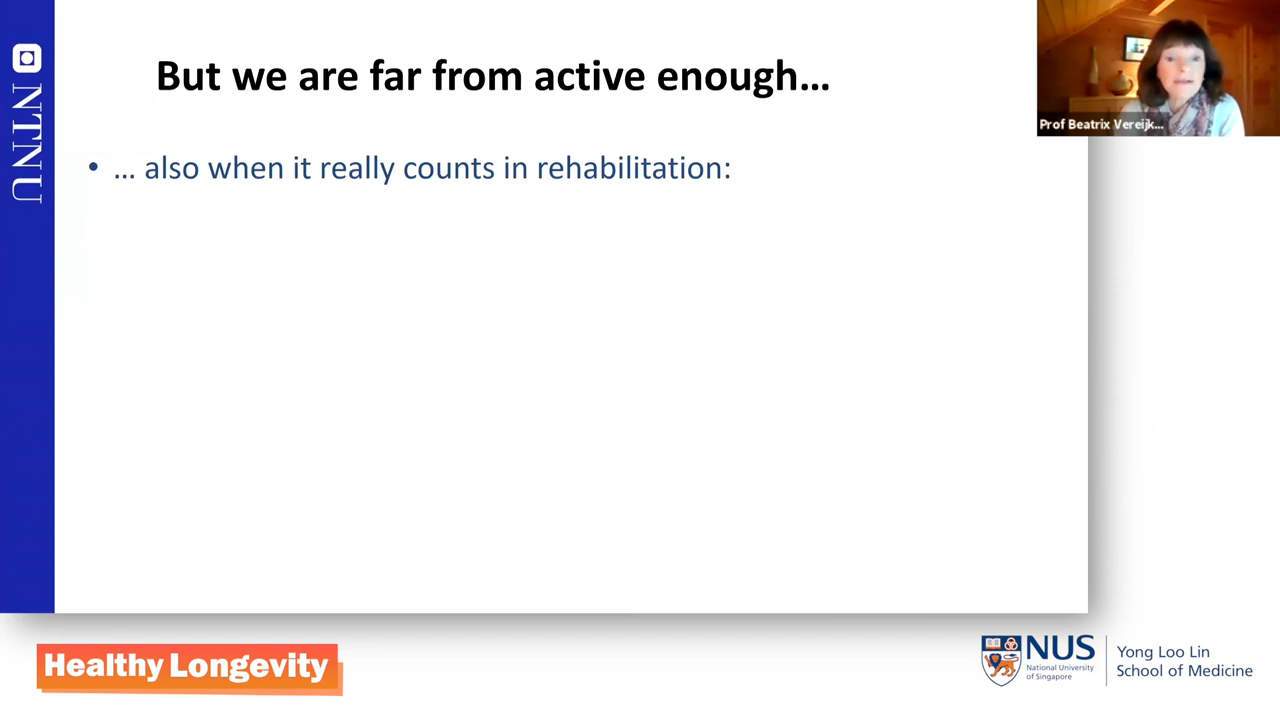 NTNU
But we are far from active enough…
• … also when it really counts in rehabilitation:
Prof Beatrix Vereijk...
Healthy Longevity
NUS
National University
of Singapore
Yong Loo Lin
School of Medicine